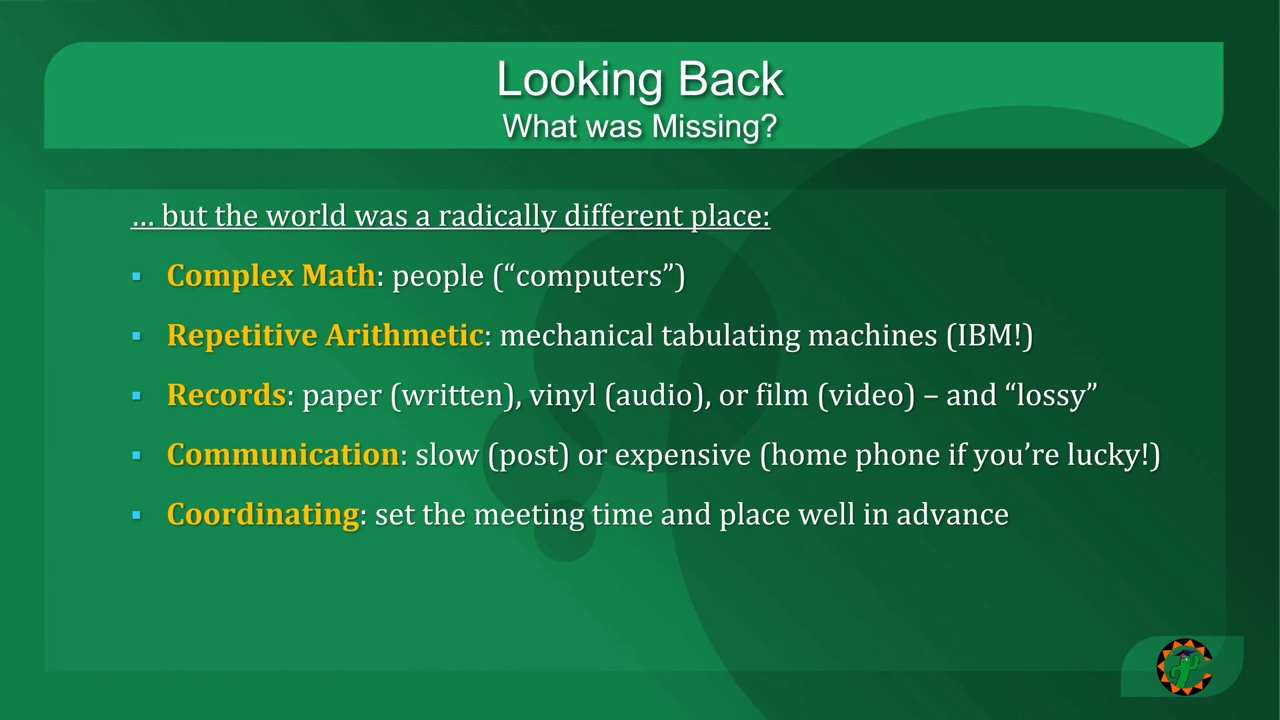 Looking Back
What was Missing?
… but the world was a radically different place:
▪ Complex Math: people (“computers”)
▪ Repetitive Arithmetic: mechanical tabulating machines (IBM!)
▪ Records: paper (written), vinyl (audio), or film (video) – and “lossy”
▪ Communication: slow (post) or expensive (home phone if you’re lucky!)
▪ Coordinating: set the meeting time and place well in advance